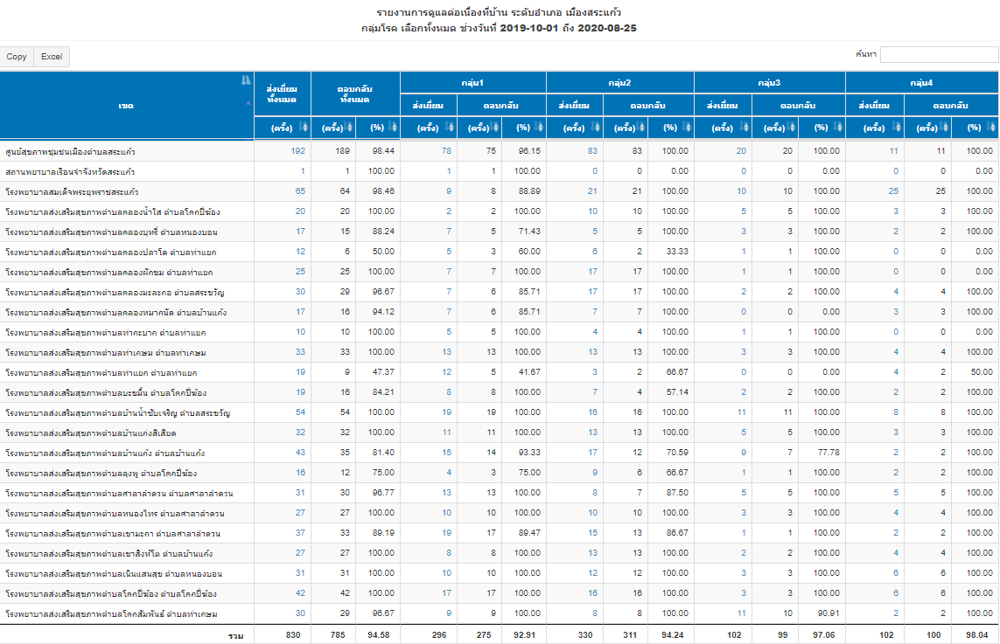 รายงานการดูแลต่อเนื่องที่บ้าน ระดับอำเภอ เมืองสระแก้ว
กลุ่มโรค เลือกทั้งหมด ช่วงวันที่ 2019-10-01 ถึง 2020-08-25
Copy Excel ค้นหา
เขต ส่งเยี่ยมทั้งหมด ตอบกลับทั้งหมด กลุ่ม1 กลุ่ม2 กลุ่ม3 กลุ่ม4
ส่งเยี่ยม ตอบกลับ ส่งเยี่ยม ตอบกลับ ส่งเยี่ยม ตอบกลับ ส่งเยี่ยม ตอบกลับ
(ครั้ง) (ครั้ง) (%) (ครั้ง) (ครั้ง) (%) (ครั้ง) (ครั้ง) (%) (ครั้ง) (ครั้ง) (%) (ครั้ง) (ครั้ง) (%)
ศูนย์สุขภาพชุมชนเมืองตำบลสระแก้ว 192 189 98.44 78 75 96.15 83 83 100.00 20 20 100.00 11 11 100.00
สถานพยาบาลเรือนจำจังหวัดสระแก้ว 1 1 100.00 1 1 100.00 0 0 0.00 0 0 0.00 0 0 0.00
โรงพยาบาลสมเด็จพระยุพราชสระแก้ว 65 64 98.46 9 8 88.89 21 21 100.00 10 10 100.00 25 25 100.00
โรงพยาบาลส่งเสริมสุขภาพตำบลคลองน้ำใส ตำบลโคกปี่ฆ้อง 20 20 100.00 2 2 100.00 10 10 100.00 5 5 100.00 3 3 100.00
โรงพยาบาลส่งเสริมสุขภาพตำบลคลองบุหรี่ ตำบลหนองบอน 17 15 88.24 7 5 71.43 5 5 100.00 3 3 100.00 2 2 100.00
โรงพยาบาลส่งเสริมสุขภาพตำบลคลองปลาโด ตำบลท่าแยก 12 6 50.00 5 3 60.00 6 2 33.33 1 1 100.00 0 0 0.00
โรงพยาบาลส่งเสริมสุขภาพตำบลคลองผักขม ตำบลท่าแยก 25 25 100.00 7 7 100.00 17 17 100.00 1 1 100.00 0 0 0.00
โรงพยาบาลส่งเสริมสุขภาพตำบลคลองมะละกอ ตำบลสระขวัญ 30 29 96.67 7 6 85.71 17 17 100.00 2 2 100.00 4 4 100.00
โรงพยาบาลส่งเสริมสุขภาพตำบลคลองหมากนัด ตำบลบ้านแก้ง 17 16 94.12 7 6 85.71 7 7 100.00 0 0 0.00 3 3 100.00
โรงพยาบาลส่งเสริมสุขภาพตำบลท่ากะบาก ตำบลท่าแยก 10 10 100.00 5 5 100.00 4 4 100.00 1 1 100.00 0 0 0.00
โรงพยาบาลส่งเสริมสุขภาพตำบลท่าเกษม ตำบลท่าเกษม 33 33 100.00 13 13 100.00 13 13 100.00 3 3 100.00 4 4 100.00
โรงพยาบาลส่งเสริมสุขภาพตำบลท่าแยก ตำบลท่าแยก 19 9 47.37 12 5 41.67 3 2 66.67 0 0 0.00 4 2 50.00
โรงพยาบาลส่งเสริมสุขภาพตำบลบะขมิ้น ตำบลโคกปี่ฆ้อง 19 16 84.21 8 8 100.00 7 4 57.14 2 2 100.00 2 2 100.00
โรงพยาบาลส่งเสริมสุขภาพตำบลบ้านน้ำซับเจริญ ตำบลสระขวัญ 54 54 100.00 19 19 100.00 16 16 100.00 11 11 100.00 8 8 100.00
โรงพยาบาลส่งเสริมสุขภาพตำบลบ้านแก่งสีเสียด 32 32 100.00 11 11 100.00 13 13 100.00 5 5 100.00 3 3 100.00
โรงพยาบาลส่งเสริมสุขภาพตำบลบ้านแก้ง ตำบลบ้านแก้ง 43 35 81.40 15 14 93.33 17 12 70.59 9 7 77.78 2 2 100.00
โรงพยาบาลส่งเสริมสุขภาพตำบลลุงพู ตำบลโคกปี่ฆ้อง 16 12 75.00 4 3 75.00 9 6 66.67 1 1 100.00 2 2 100.00
โรงพยาบาลส่งเสริมสุขภาพตำบลศาลาลำดวน ตำบลศาลาลำดวน 31 30 96.77 13 13 100.00 8 7 87.50 5 5 100.00 5 5 100.00
โรงพยาบาลส่งเสริมสุขภาพตำบลหนองไทร ตำบลศาลาลำดวน 27 27 100.00 10 10 100.00 10 10 100.00 3 3 100.00 4 4 100.00
โรงพยาบาลส่งเสริมสุขภาพตำบลเขามะกา ตำบลศาลาลำดวน 37 33 89.19 19 17 89.47 15 13 86.67 1 1 100.00 2 2 100.00
โรงพยาบาลส่งเสริมสุขภาพตำบลเขาสิงห์โต ตำบลบ้านแก้ง 27 27 100.00 8 8 100.00 13 13 100.00 2 2 100.00 4 4 100.00
โรงพยาบาลส่งเสริมสุขภาพตำบลเนินแสนสุข ตำบลหนองบอน 31 31 100.00 10 10 100.00 12 12 100.00 3 3 100.00 6 6 100.00
โรงพยาบาลส่งเสริมสุขภาพตำบลโคกปี่ฆ้อง ตำบลโคกปี่ฆ้อง 42 42 100.00 17 17 100.00 16 16 100.00 3 3 100.00 6 6 100.00
โรงพยาบาลส่งเสริมสุขภาพตำบลโคกสัมพันธ์ ตำบลท่าเกษม 30 29 96.67 9 9 100.00 8 8 100.00 11 10 90.91 2 2 100.00
รวม 830 785 94.58 296 275 92.91 330 311 94.24 102 99 97.06 102 100 98.04